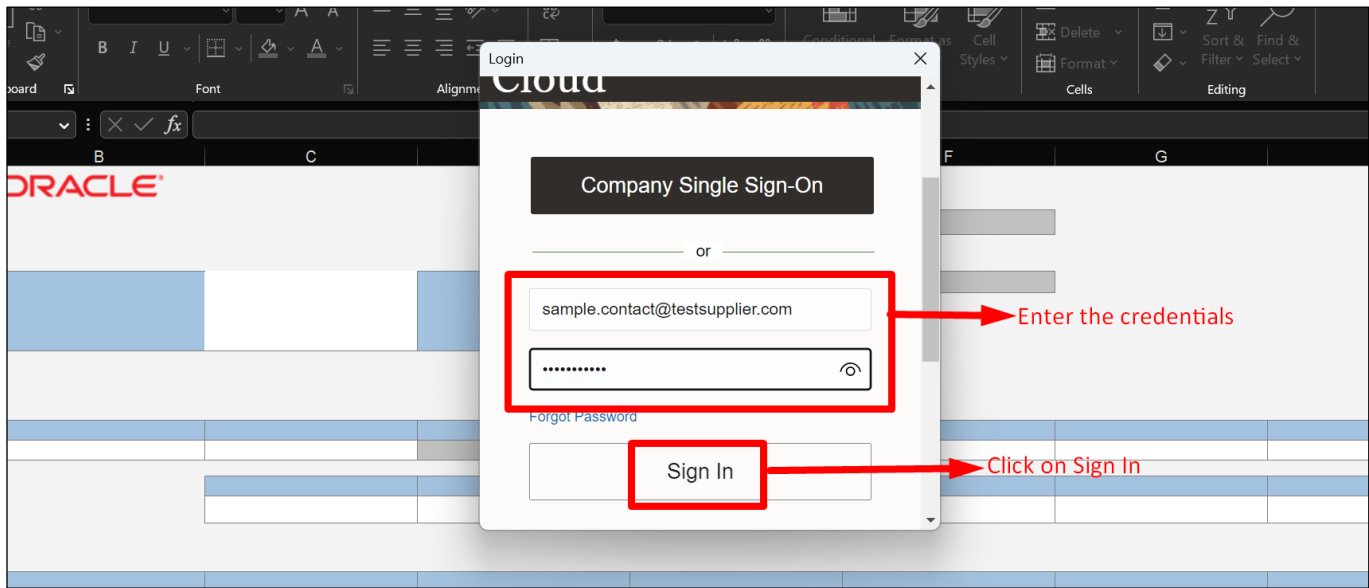 Delete
Sort & Find &
Conditional Format as Cell
B I U A
Styles
Format
Filter Select
Font
Cells
Editing
Login
Cloud
fx
B C F G
ORACLE
Company Single Sign-On
or
sample.contact@testsupplier.com
Enter the credentials
•••••••••••
Forgot Password
Sign In
Click on Sign In